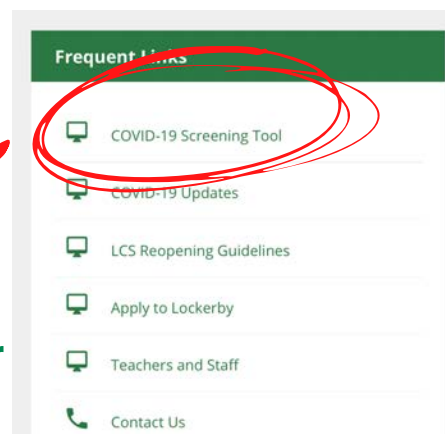 Frequent Links
COVID-19 Screening Tool
COVID-19 Updates
LCS Reopening Guidelines
Apply to Lockerby
Teachers and Staff
Contact Us